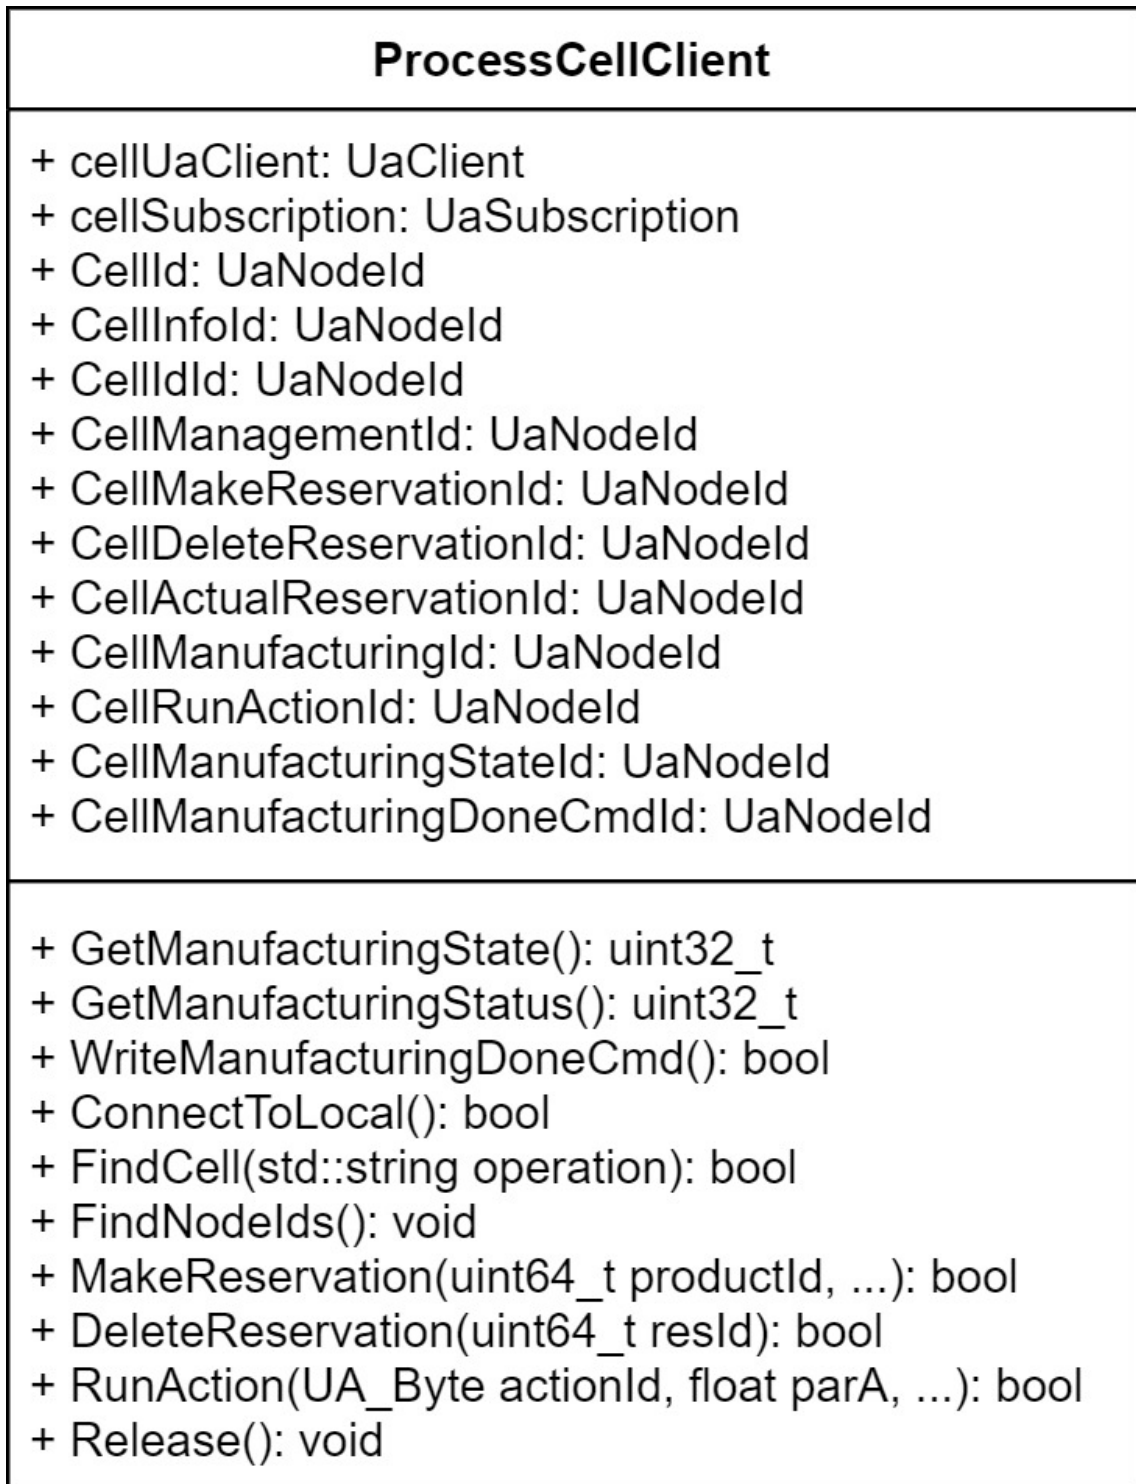 ProcessCellClient
+ cellUaClient: UaClient
+ cellSubscription: UaSubscription
+ CellId: UaNodeId
+ CellInfoId: UaNodeId
+ CellIdId: UaNodeId
+ CellManagementId: UaNodeId
+ CellMakeReservationId: UaNodeId
+ CellDeleteReservationId: UaNodeId
+ CellActualReservationId: UaNodeId
+ CellManufacturingId: UaNodeId
+ CellRunActionId: UaNodeId
+ CellManufacturingStateId: UaNodeId
+ CellManufacturingDoneCmdId: UaNodeId
+ GetManufacturingState(): uint32_t
+ GetManufacturingStatus(): uint32_t
+ WriteManufacturingDoneCmd(): bool
+ ConnectToLocal(): bool
+ FindCell(std::string operation): bool
+ FindNodeIds(): void
+ MakeReservation(uint64_t productId, ...): bool
+ DeleteReservation(uint64_t resId): bool
+ RunAction(UA_Byte actionId, float parA, ...): bool
+ Release(): void